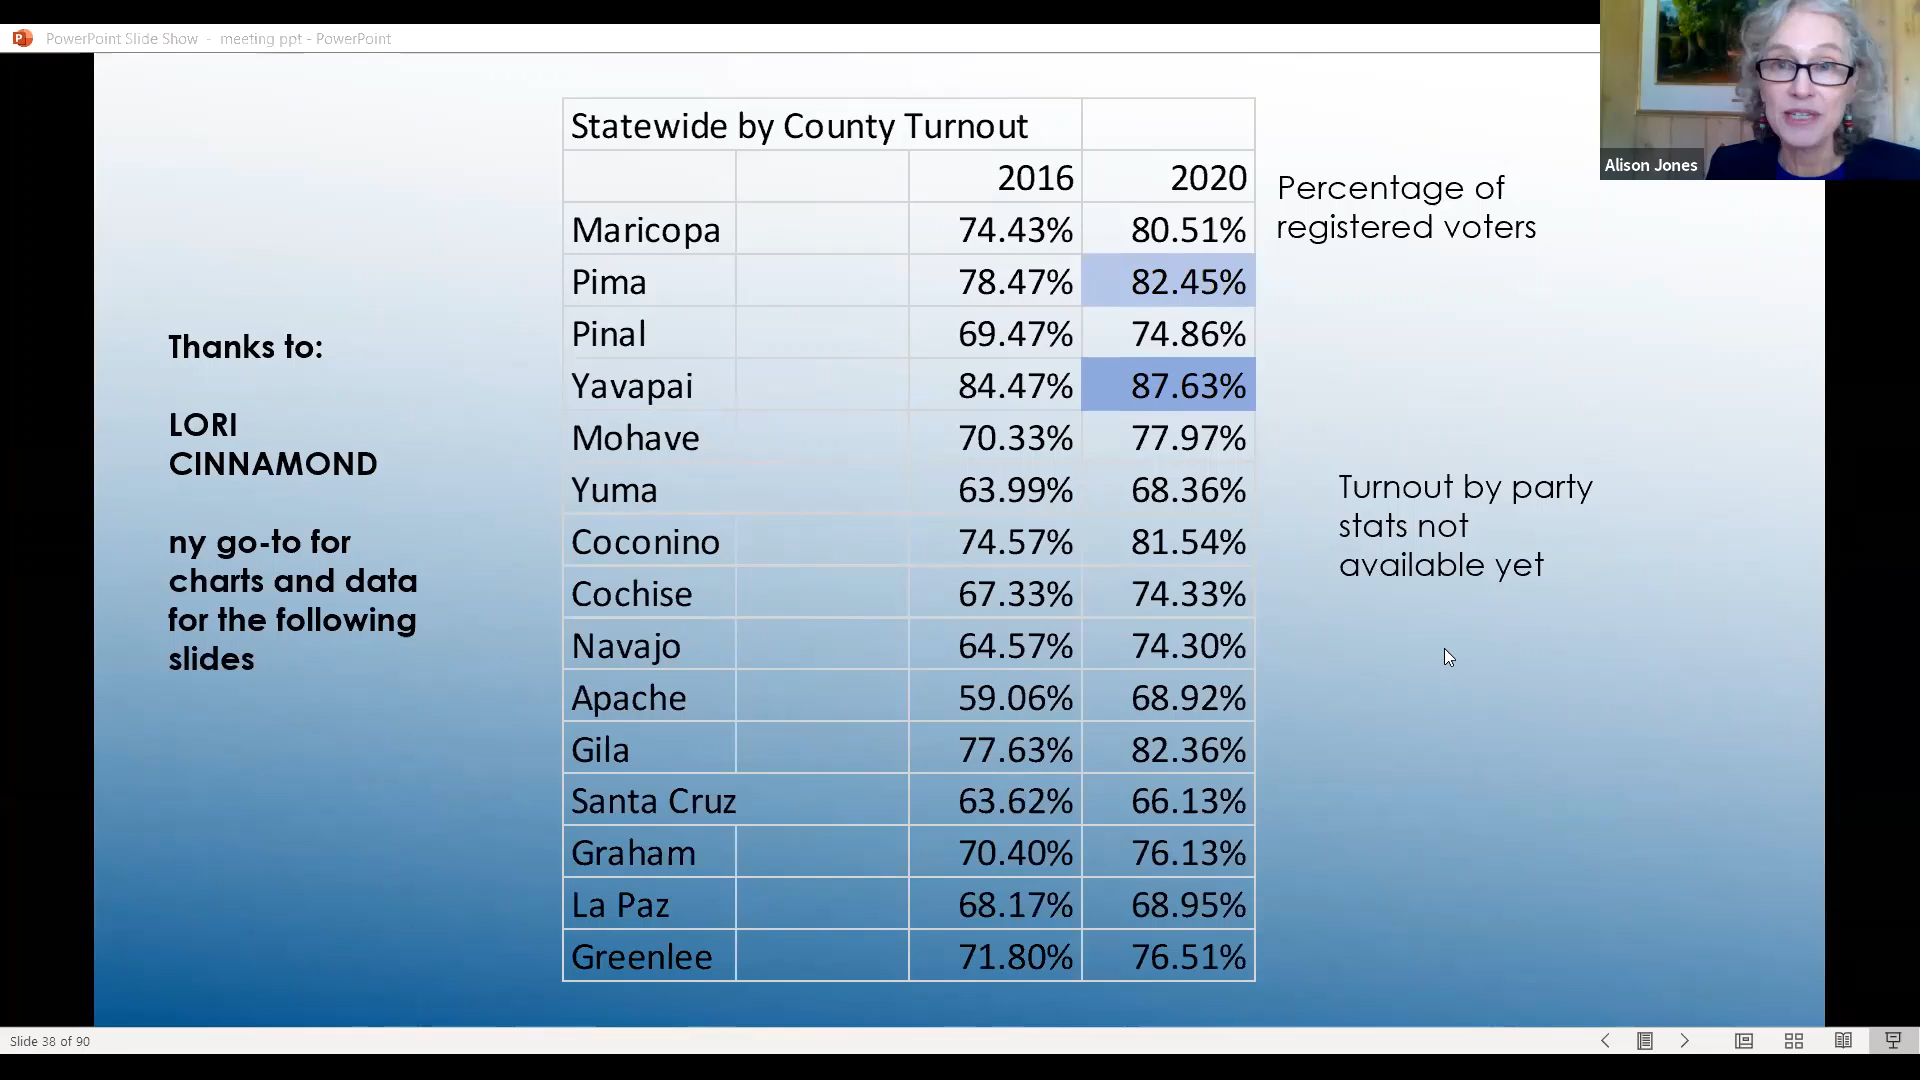 PowerPoint Slide Show - meeting ppt - PowerPoint
Alison Jones
Statewide by County Turnout
2016 2020
Maricopa 74.43% 80.51%
Pima 78.47% 82.45%
Pinal 69.47% 74.86%
Yavapai 84.47% 87.63%
Mohave 70.33% 77.97%
Yuma 63.99% 68.36%
Coconino 74.57% 81.54%
Cochise 67.33% 74.33%
Navajo 64.57% 74.30%
Apache 59.06% 68.92%
Gila 77.63% 82.36%
Santa Cruz 63.62% 66.13%
Graham 70.40% 76.13%
La Paz 68.17% 68.95%
Greenlee 71.80% 76.51%
Percentage of
registered voters
Thanks to:
LORI
CINNAMOND
ny go-to for
charts and data
for the following
slides
Turnout by party
stats not
available yet
Slide 38 of 90